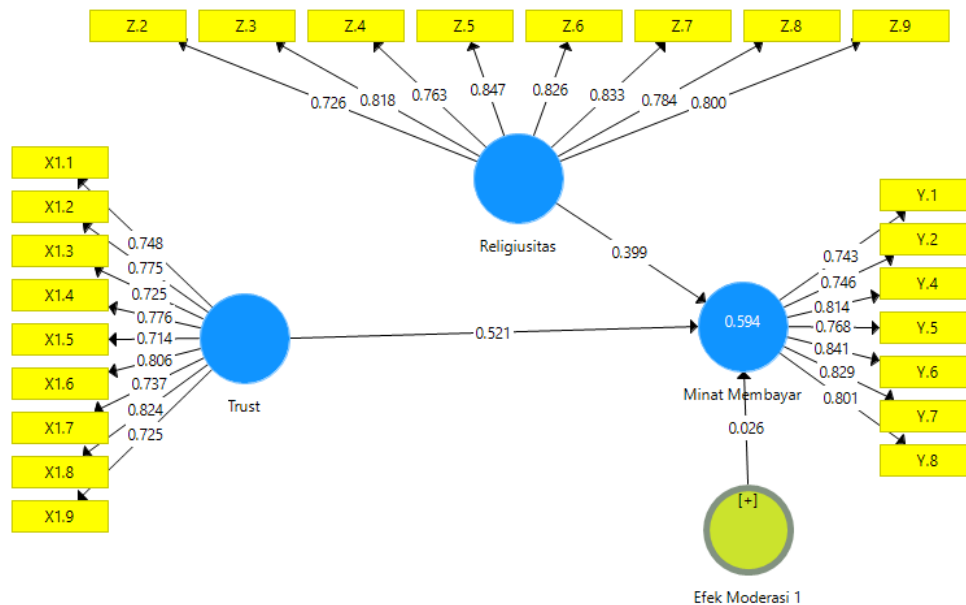 Z.2 Z.3 Z.4 Z.5 Z.6 Z.7 Z.8 Z.9
0.726 0.818 0.763 0.847 0.826 0.833 0.784 0.800
Religiusitas
0.399
X1.1
X1.2
X1.3
X1.4
X1.5
X1.6
X1.7
X1.8
X1.9
0.748
0.775
0.725
0.776
0.714
0.806
0.737
0.824
0.725
Trust
0.521
0.594
Minat Membayar
0.743
0.746
0.814
0.768
0.841
0.829
0.801
Y.1
Y.2
Y.4
Y.5
Y.6
Y.7
Y.8
0.026
[+]
Efek Moderasi 1